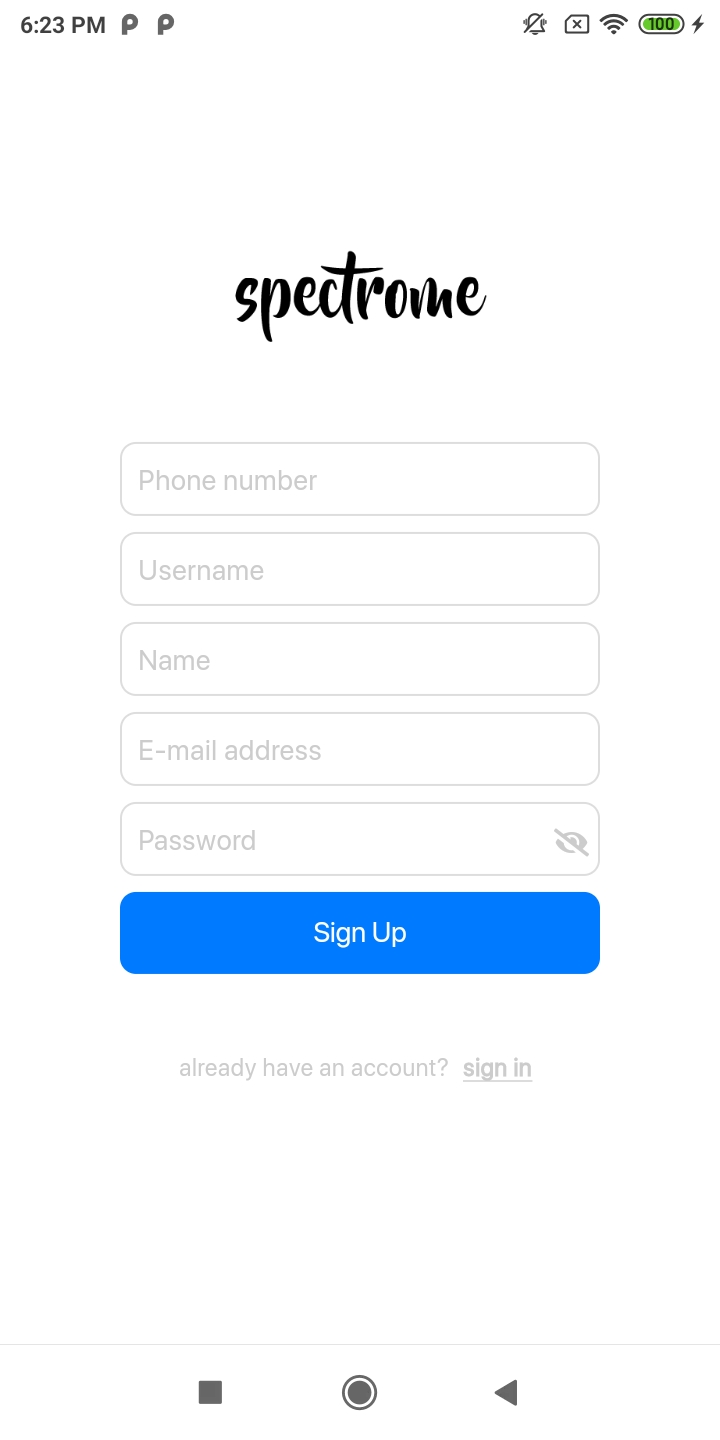 6:23 PM
100
spectrome
Phone number
Username
Name
E-mail address
Password
Sign Up
already have an account? sign in